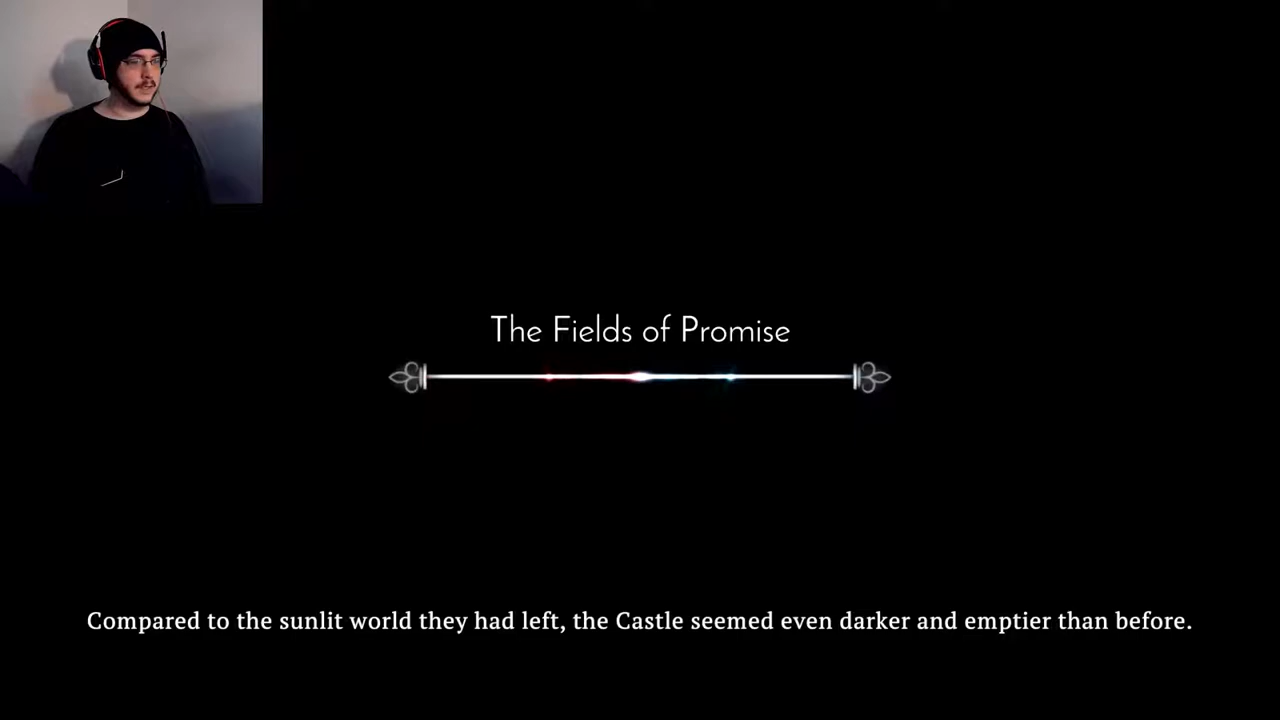 The Fields of Promise
Compared to the sunlit world they had left, the Castle seemed even darker and emptier than before.